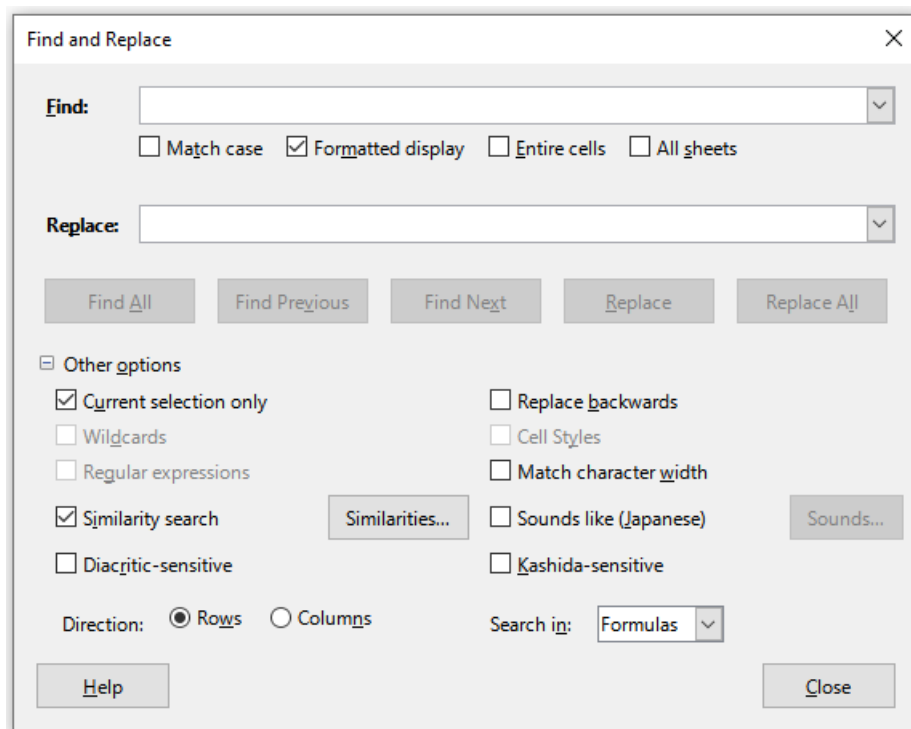 Find and Replace
Find:
Match case Formatted display Entire cells All sheets
Replace:
Find All Find Previous Find Next Replace Replace All
Other options
Current selection only Replace backwards
Wildcards Cell Styles
Regular expressions Match character width
Similarity search Similarities... Sounds like (Japanese) Sounds...
Diacritic-sensitive Kashida-sensitive
Direction: Rows Columns Search in: Formulas
Help Close